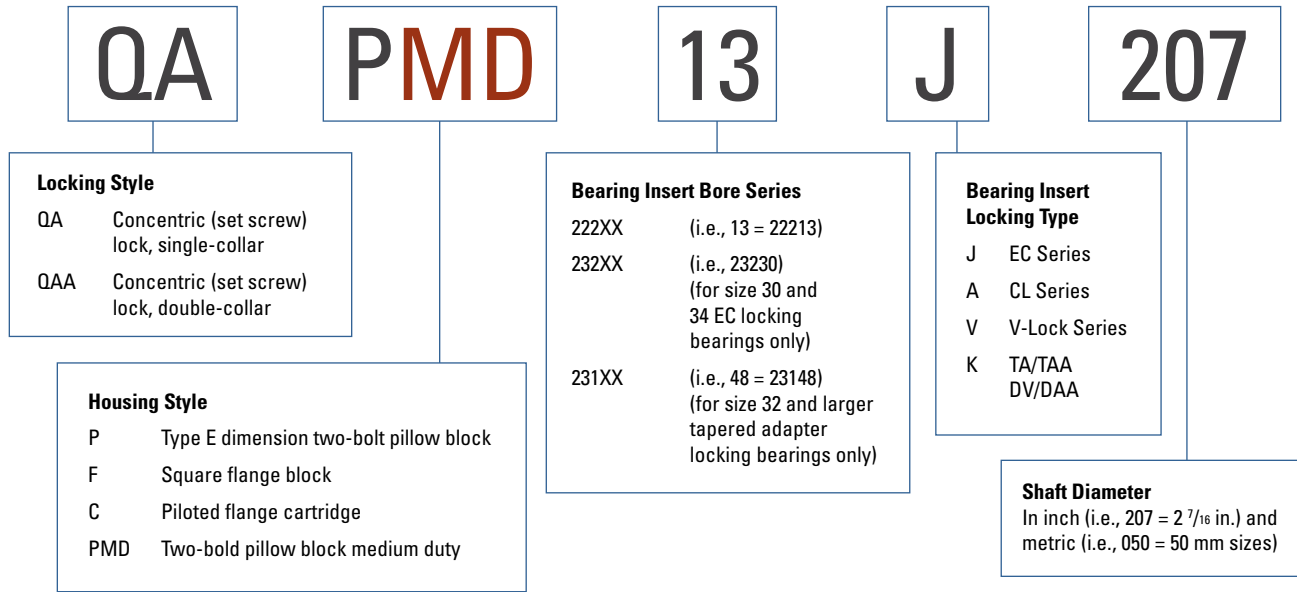 QA PMD 13 J 207
Locking Style
QA Concentric (set screw)
lock, single-collar
QAA Concentric (set screw)
lock, double-collar
Housing Style
P Type E dimension two-bolt pillow block
F Square flange block
C Piloted flange cartridge
PMD Two-bold pillow block medium duty
Bearing Insert Bore Series
222XX (i.e., 13 = 22213)
232XX (i.e., 23230)
(for size 30 and
34 EC locking
bearings only)
231XX (i.e., 48 = 23148)
(for size 32 and larger
tapered adapter
locking bearings only)
Bearing Insert
Locking Type
J EC Series
A CL Series
V V-Lock Series
K TA/TAA
DV/DAA
Shaft Diameter
In inch (i.e., 207 = 2 7/16 in.) and
metric (i.e., 050 = 50 mm sizes)